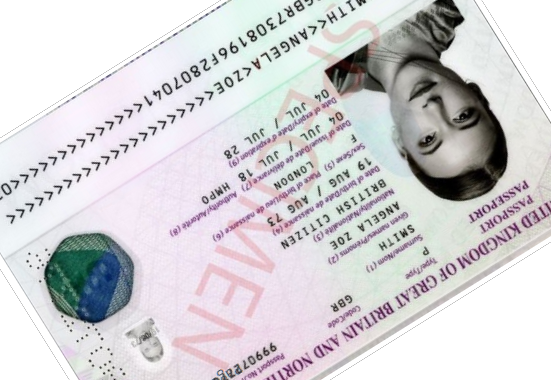 UNITED KINGDOM OF GREAT BRITAIN AND NORTH
PASSPORT
PASSEPORT
Type/Type
P
Code/Code
GBR
Passport No.
Surname/Nom (1)
SMITH
Given names/Prénoms (2)
ANGELA ZOE
Nationality/Nationalité (3)
BRITISH CITIZEN
Date of birth/Date de naissance (4)
19 AUG / AUG 73
Sex/Sexe (5)
F
Place of birth/Lieu de naissance (6)
LONDON
Date of issue/Date de délivrance (7)
04 JUL / JUL 18
Authority/Autorité (8)
HMPO
Date of expiry/Date d'expiration (9)
04 JUL / JUL 28
SPECIMEN
SMITH<<ANGELA<ZOE<<<<<<<<<<<<<<<
GBR7308196F2807041<<<<<<<<<<<<<<